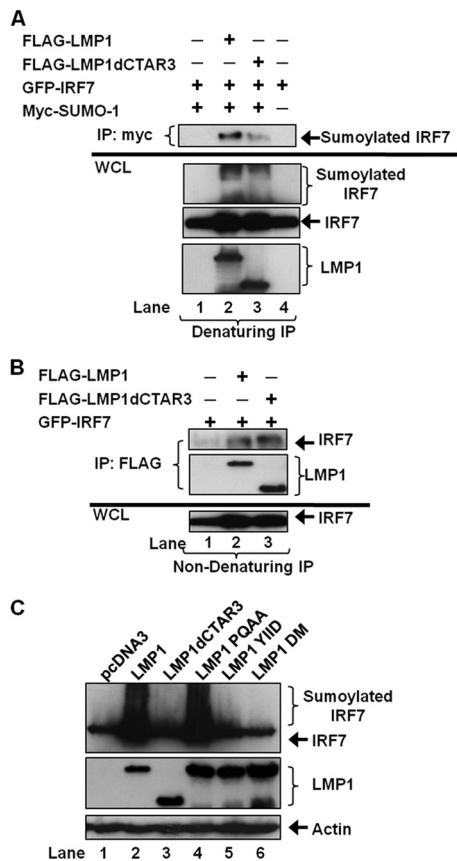 A
FLAG-LMP1 – + – –
FLAG-LMP1dCTAR3 – – + –
GFP-IRF7 + + + +
Myc-SUMO-1 + + + –
IP: myc
Sumoylated IRF7
WCL
Sumoylated
IRF7
IRF7
LMP1
Lane 1 2 3 4
Denaturing IP
B
FLAG-LMP1 – + –
FLAG-LMP1dCTAR3 – – +
GFP-IRF7 + + +
IRF7
IP: FLAG
LMP1
WCL
IRF7
Lane 1 2 3
Non-Denaturing IP
C
pcDNA3
LMP1
LMP1dCTAR3
LMP1 PQAA
LMP1 YIID
LMP1 DM
Sumoylated
IRF7
IRF7
LMP1
Actin
Lane 1 2 3 4 5 6